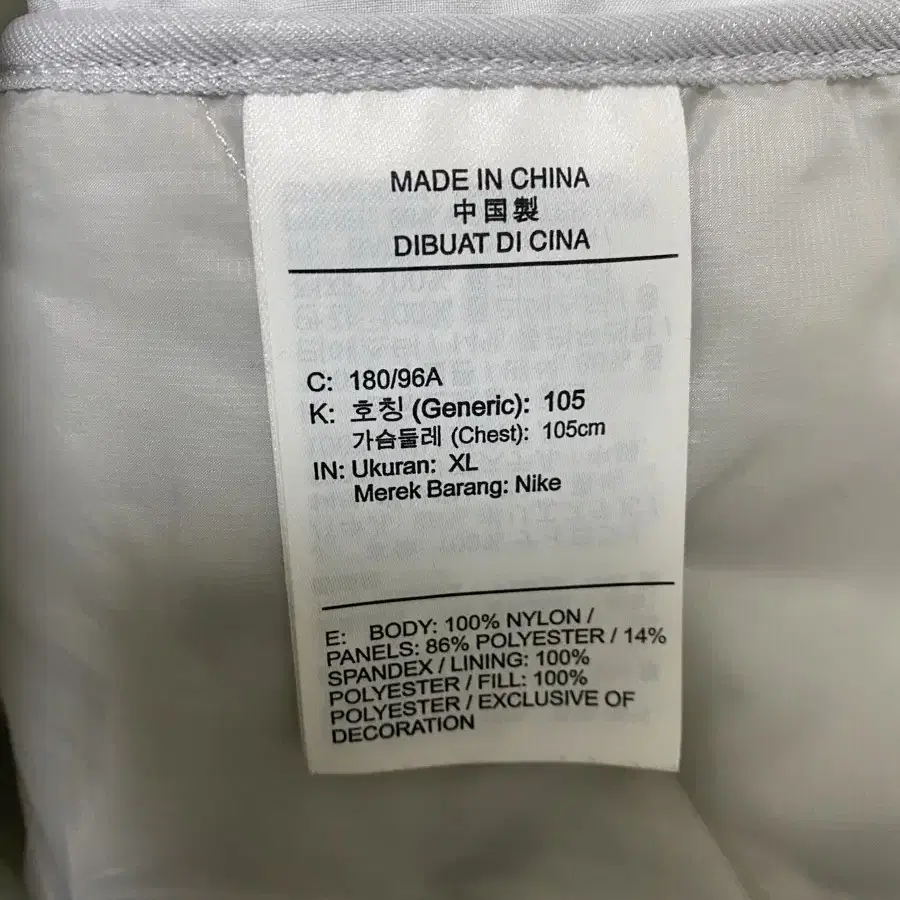 MADE IN CHINA
中国製
DIBUAT DI CINA
C: 180/96A
K: 호칭 (Generic): 105
가슴둘레 (Chest): 105cm
IN: Ukuran: XL
Merek Barang: Nike
E: BODY: 100% NYLON /
PANELS: 86% POLYESTER / 14%
SPANDEX / LINING: 100%
POLYESTER / FILL: 100%
POLYESTER / EXCLUSIVE OF
DECORATION